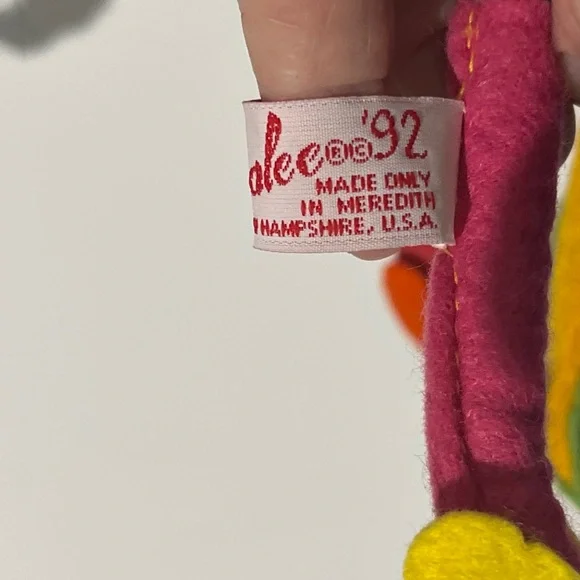 alee®© '92
MADE ONLY
IN MEREDITH
HAMPSHIRE, U.S.A.